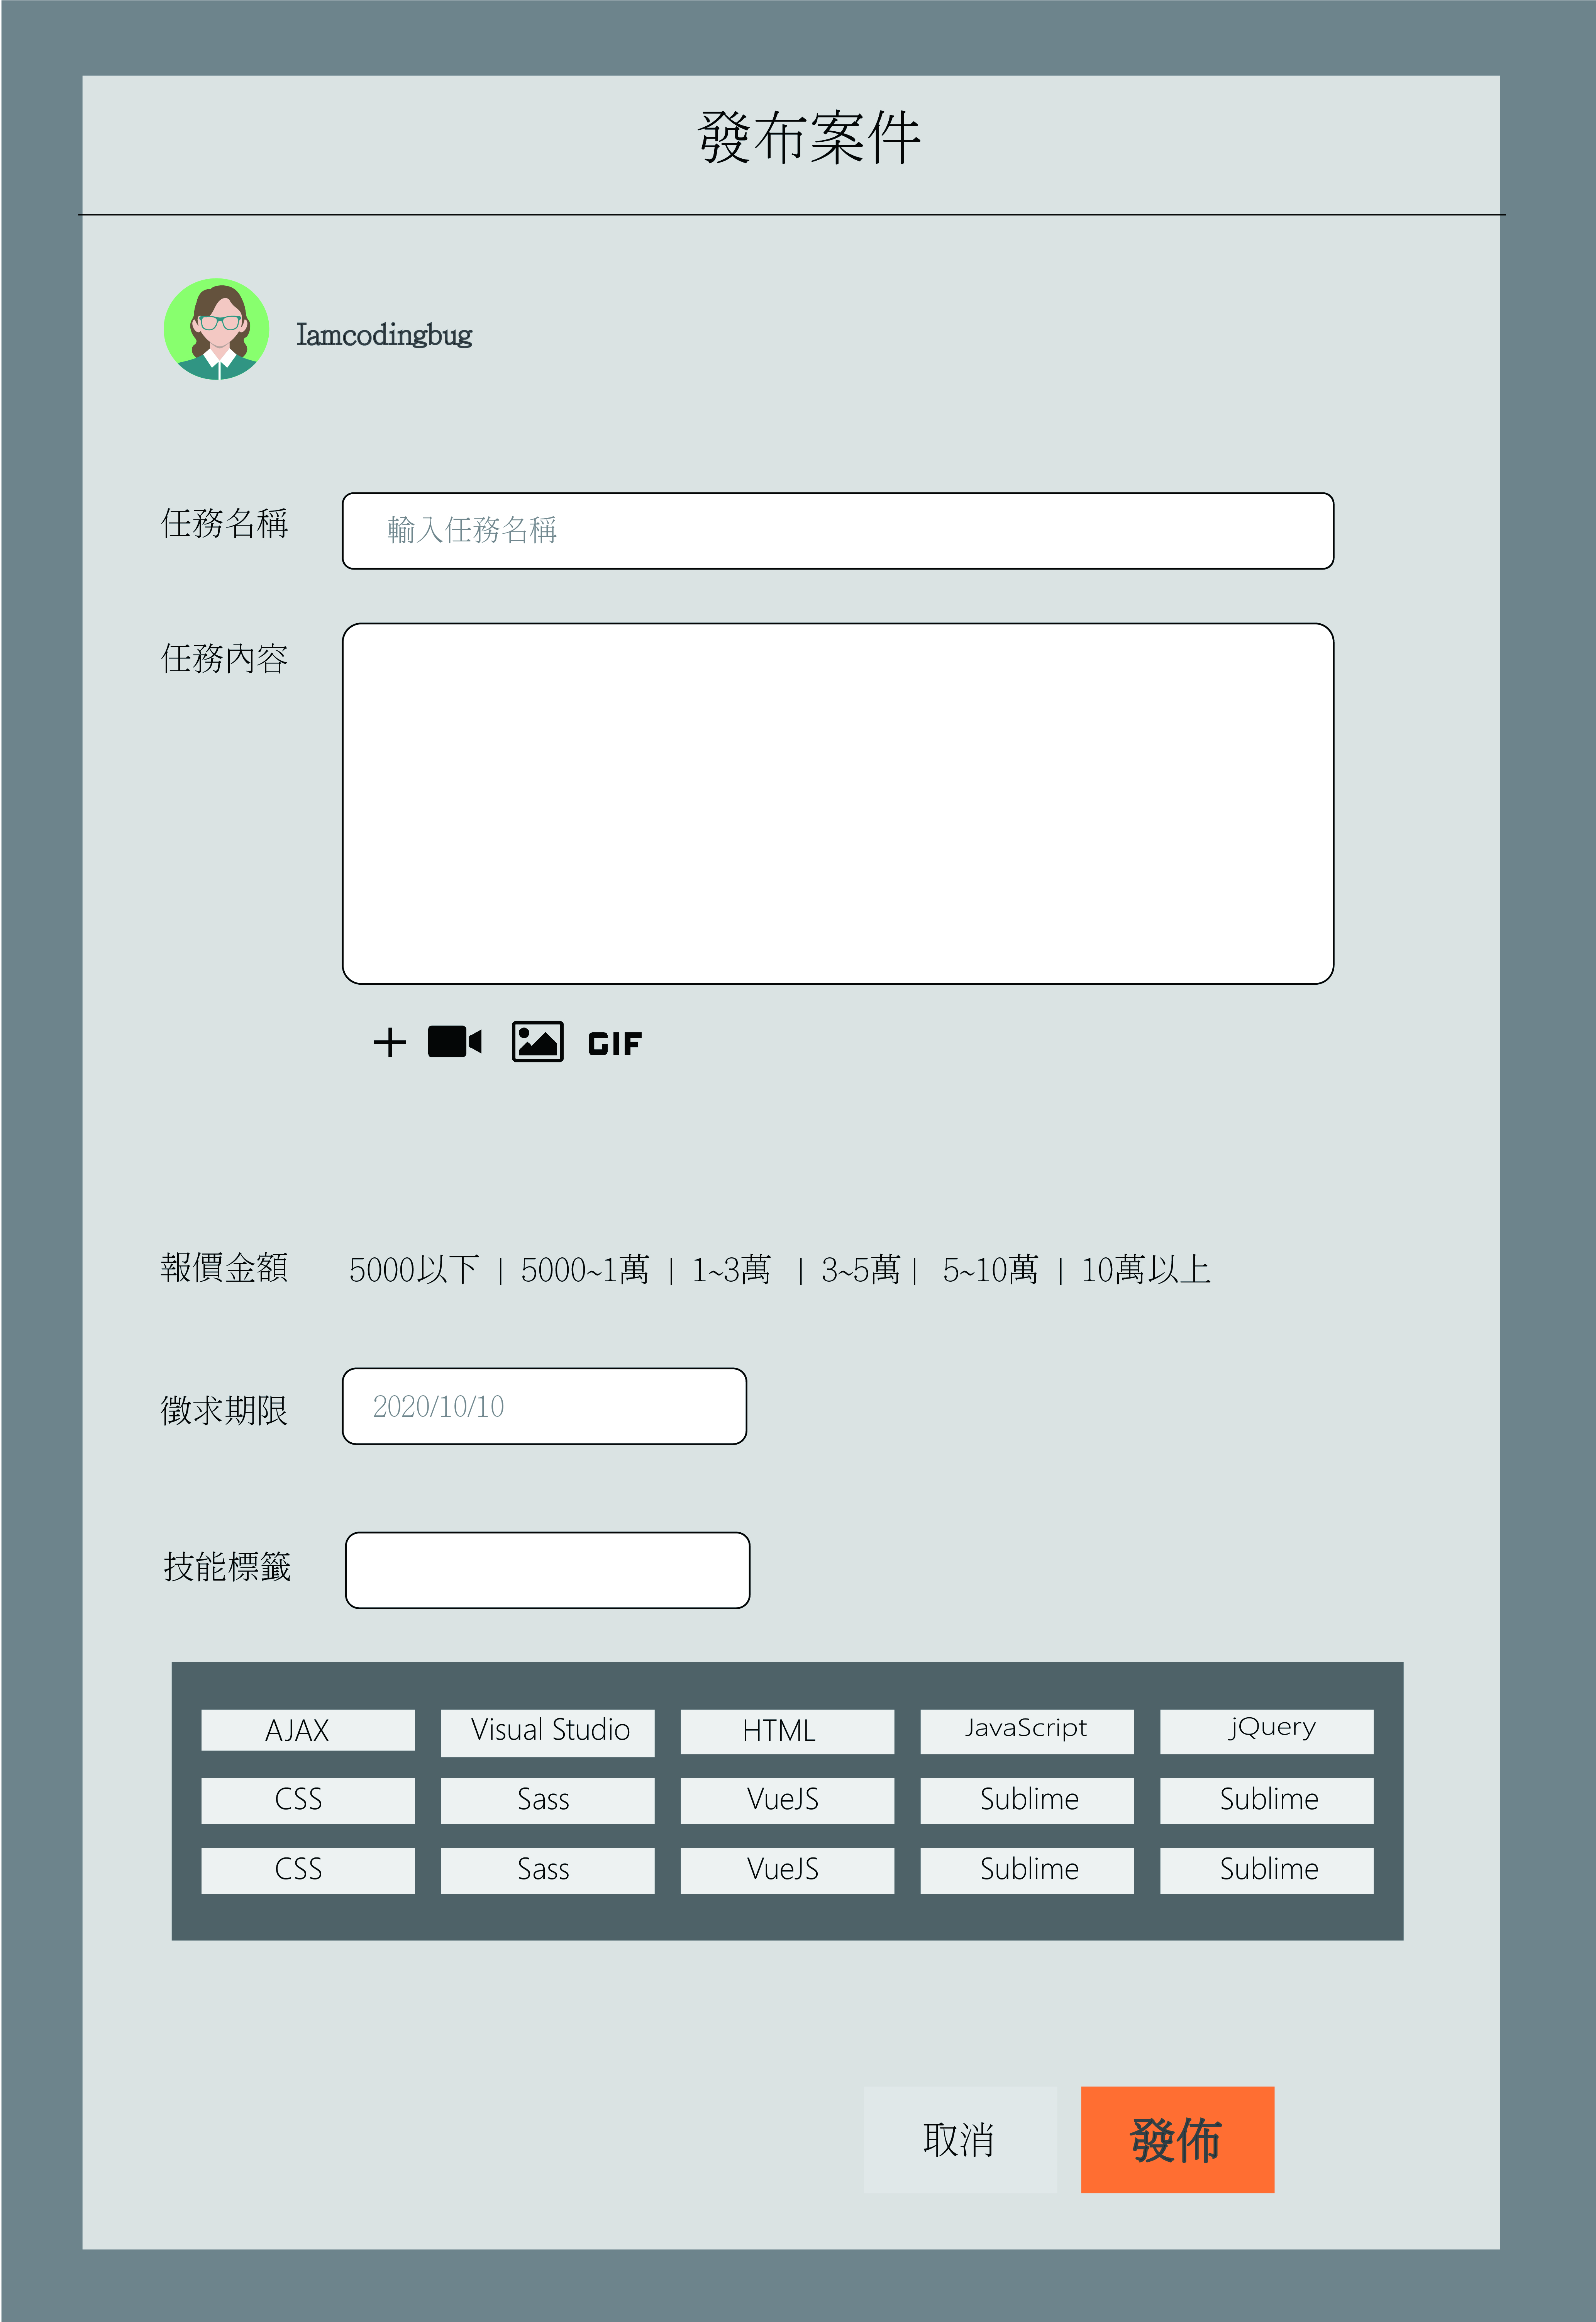 發布案件
Iamcodingbug
任務名稱 輸入任務名稱
任務內容
GIF
報價金額 5000以下 | 5000~1萬 | 1~3萬 | 3~5萬 | 5~10萬 | 10萬以上
徵求期限 2020/10/10
技能標籤
AJAX Visual Studio HTML JavaScript jQuery
CSS Sass VueJS Sublime Sublime
CSS Sass VueJS Sublime Sublime
取消 發佈